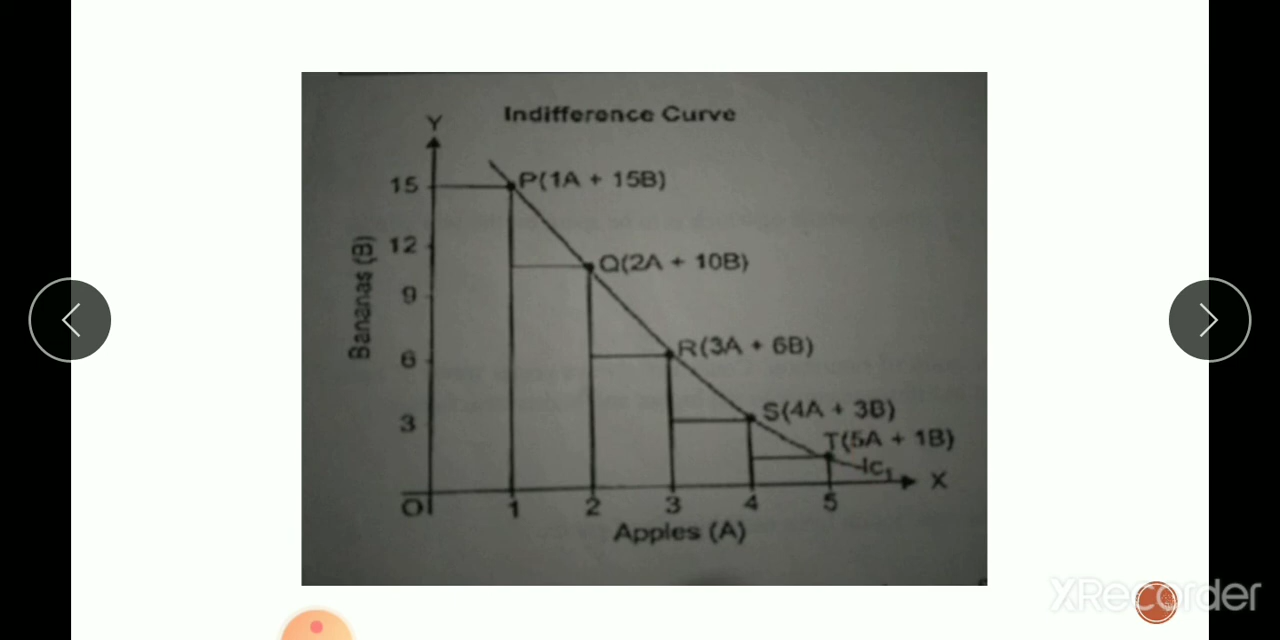 Indifference Curve
Y
15
P(1A + 15B)
12
Q(2A + 10B)
9
Bananas (B)
6
R(3A + 6B)
3
S(4A + 3B)
T(5A + 1B)
IC₁
X
O
1 2 3 4 5
Apples (A)
XRecorder